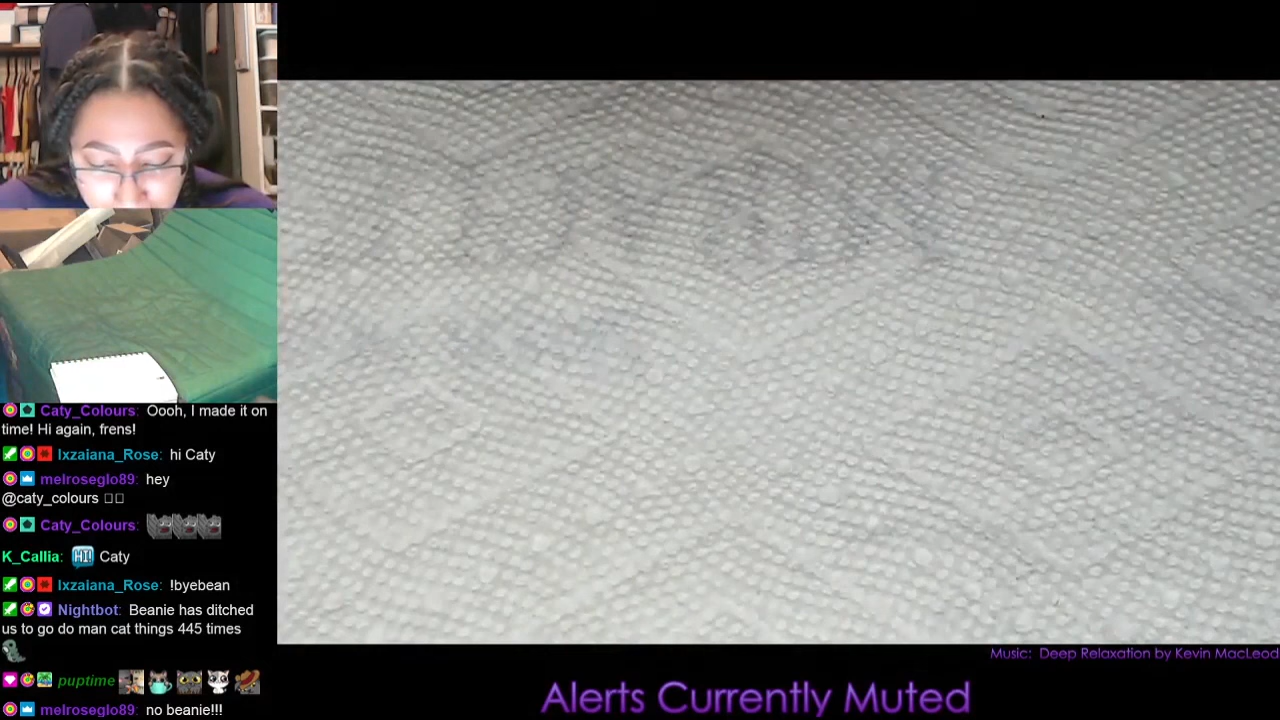 Caty_Colours: Oooh, I made it on
time! Hi again, frens!
Ixzaiana_Rose: hi Caty
melroseglo89: hey
@caty_colours
Caty_Colours:
K_Callia: HI! Caty
Ixzaiana_Rose: !byebean
Nightbot: Beanie has ditched
us to go do man cat things 445 times
puptime
melroseglo89: no beanie!!!
Music: Deep Relaxation by Kevin MacLeod
Alerts Currently Muted